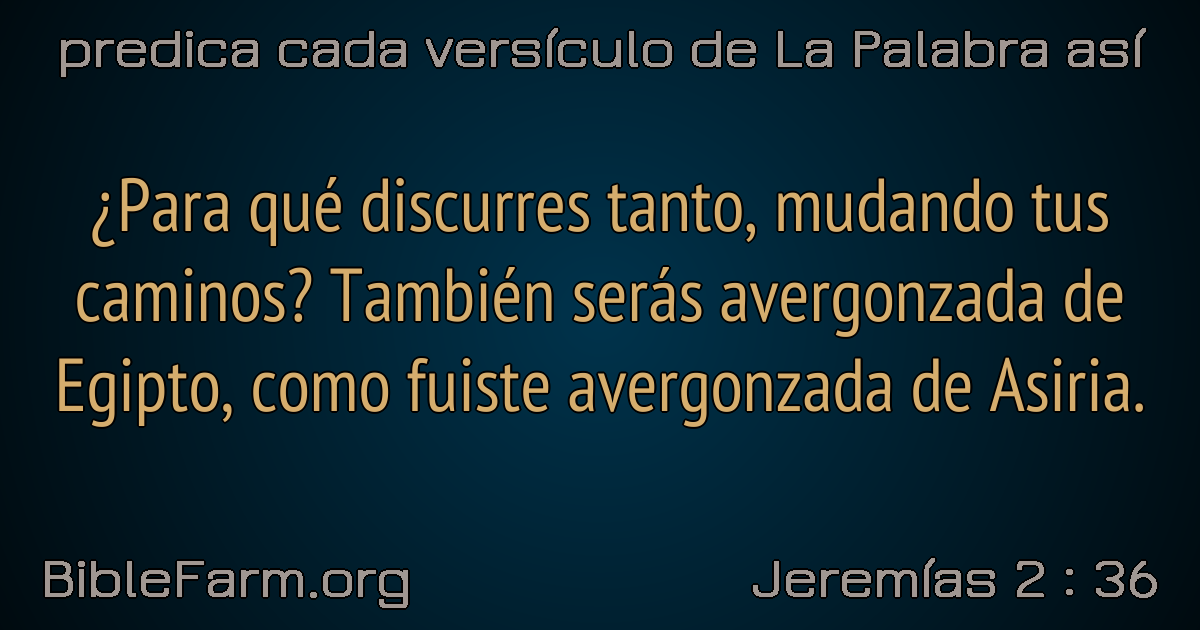 predica cada versículo de La Palabra así
¿Para qué discurres tanto, mudando tus
caminos? También serás avergonzada de
Egipto, como fuiste avergonzada de Asiria.
BibleFarm.org
Jeremías 2 : 36